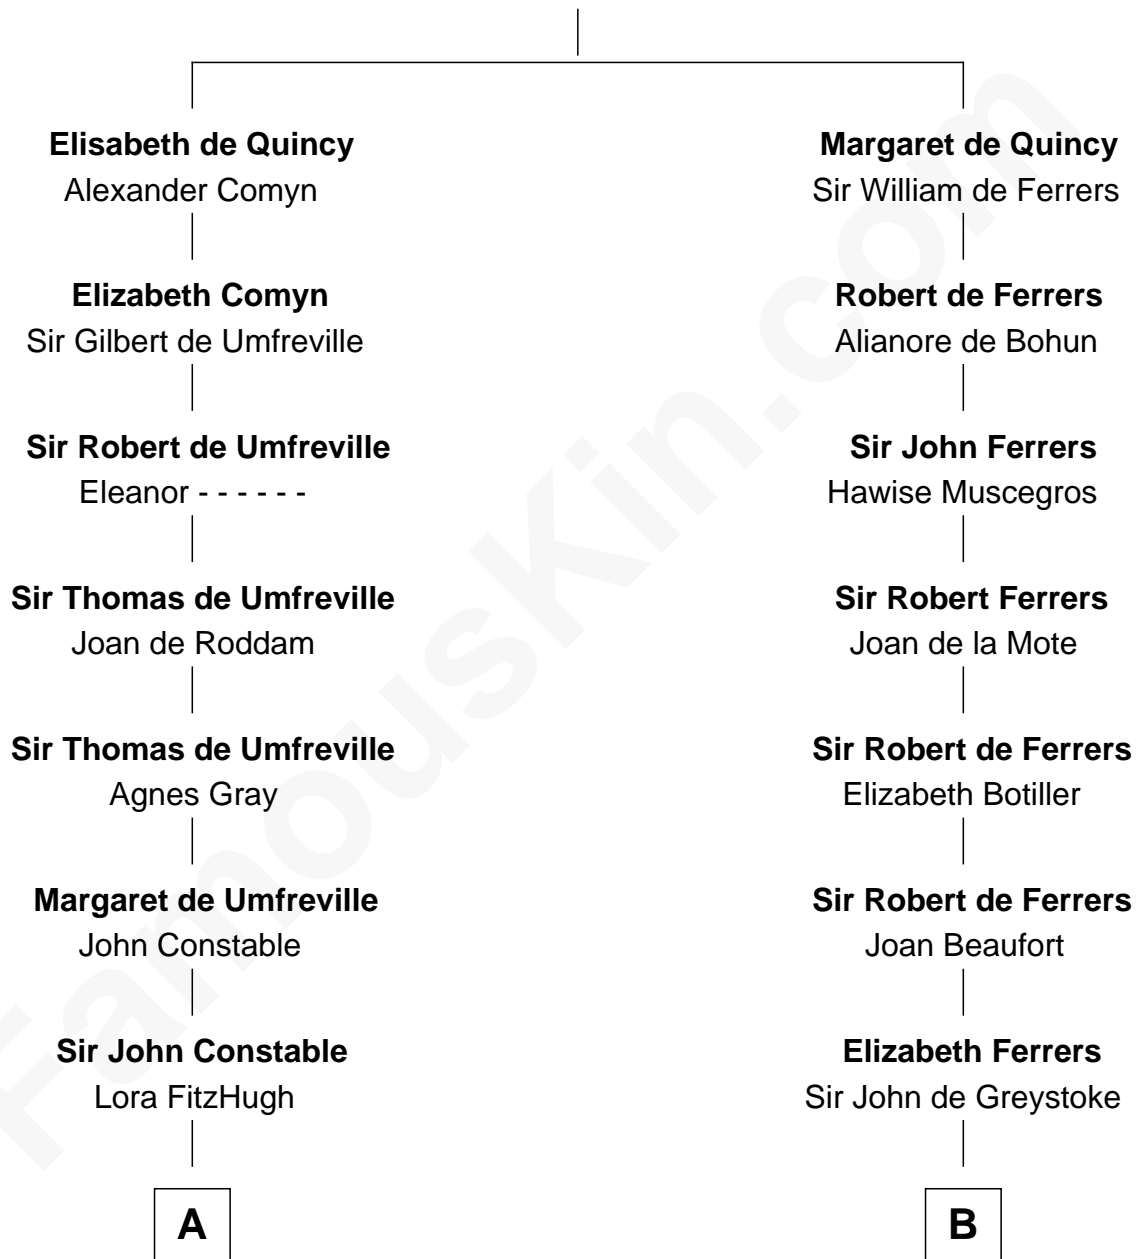 Elisabeth de Quincy
Alexander Comyn
Elizabeth Comyn
Sir Gilbert de Umfreville
Sir Robert de Umfreville
Eleanor - - - - - -
Sir Thomas de Umfreville
Joan de Roddam
Sir Thomas de Umfreville
Agnes Gray
Margaret de Umfreville
John Constable
Sir John Constable
Lora FitzHugh
A
Margaret de Quincy
Sir William de Ferrers
Robert de Ferrers
Alianore de Bohun
Sir John Ferrers
Hawise Muscegros
Sir Robert Ferrers
Joan de la Mote
Sir Robert de Ferrers
Elizabeth Botiller
Sir Robert de Ferrers
Joan Beaufort
Elizabeth Ferrers
Sir John de Greystoke
B
FamousKin.com